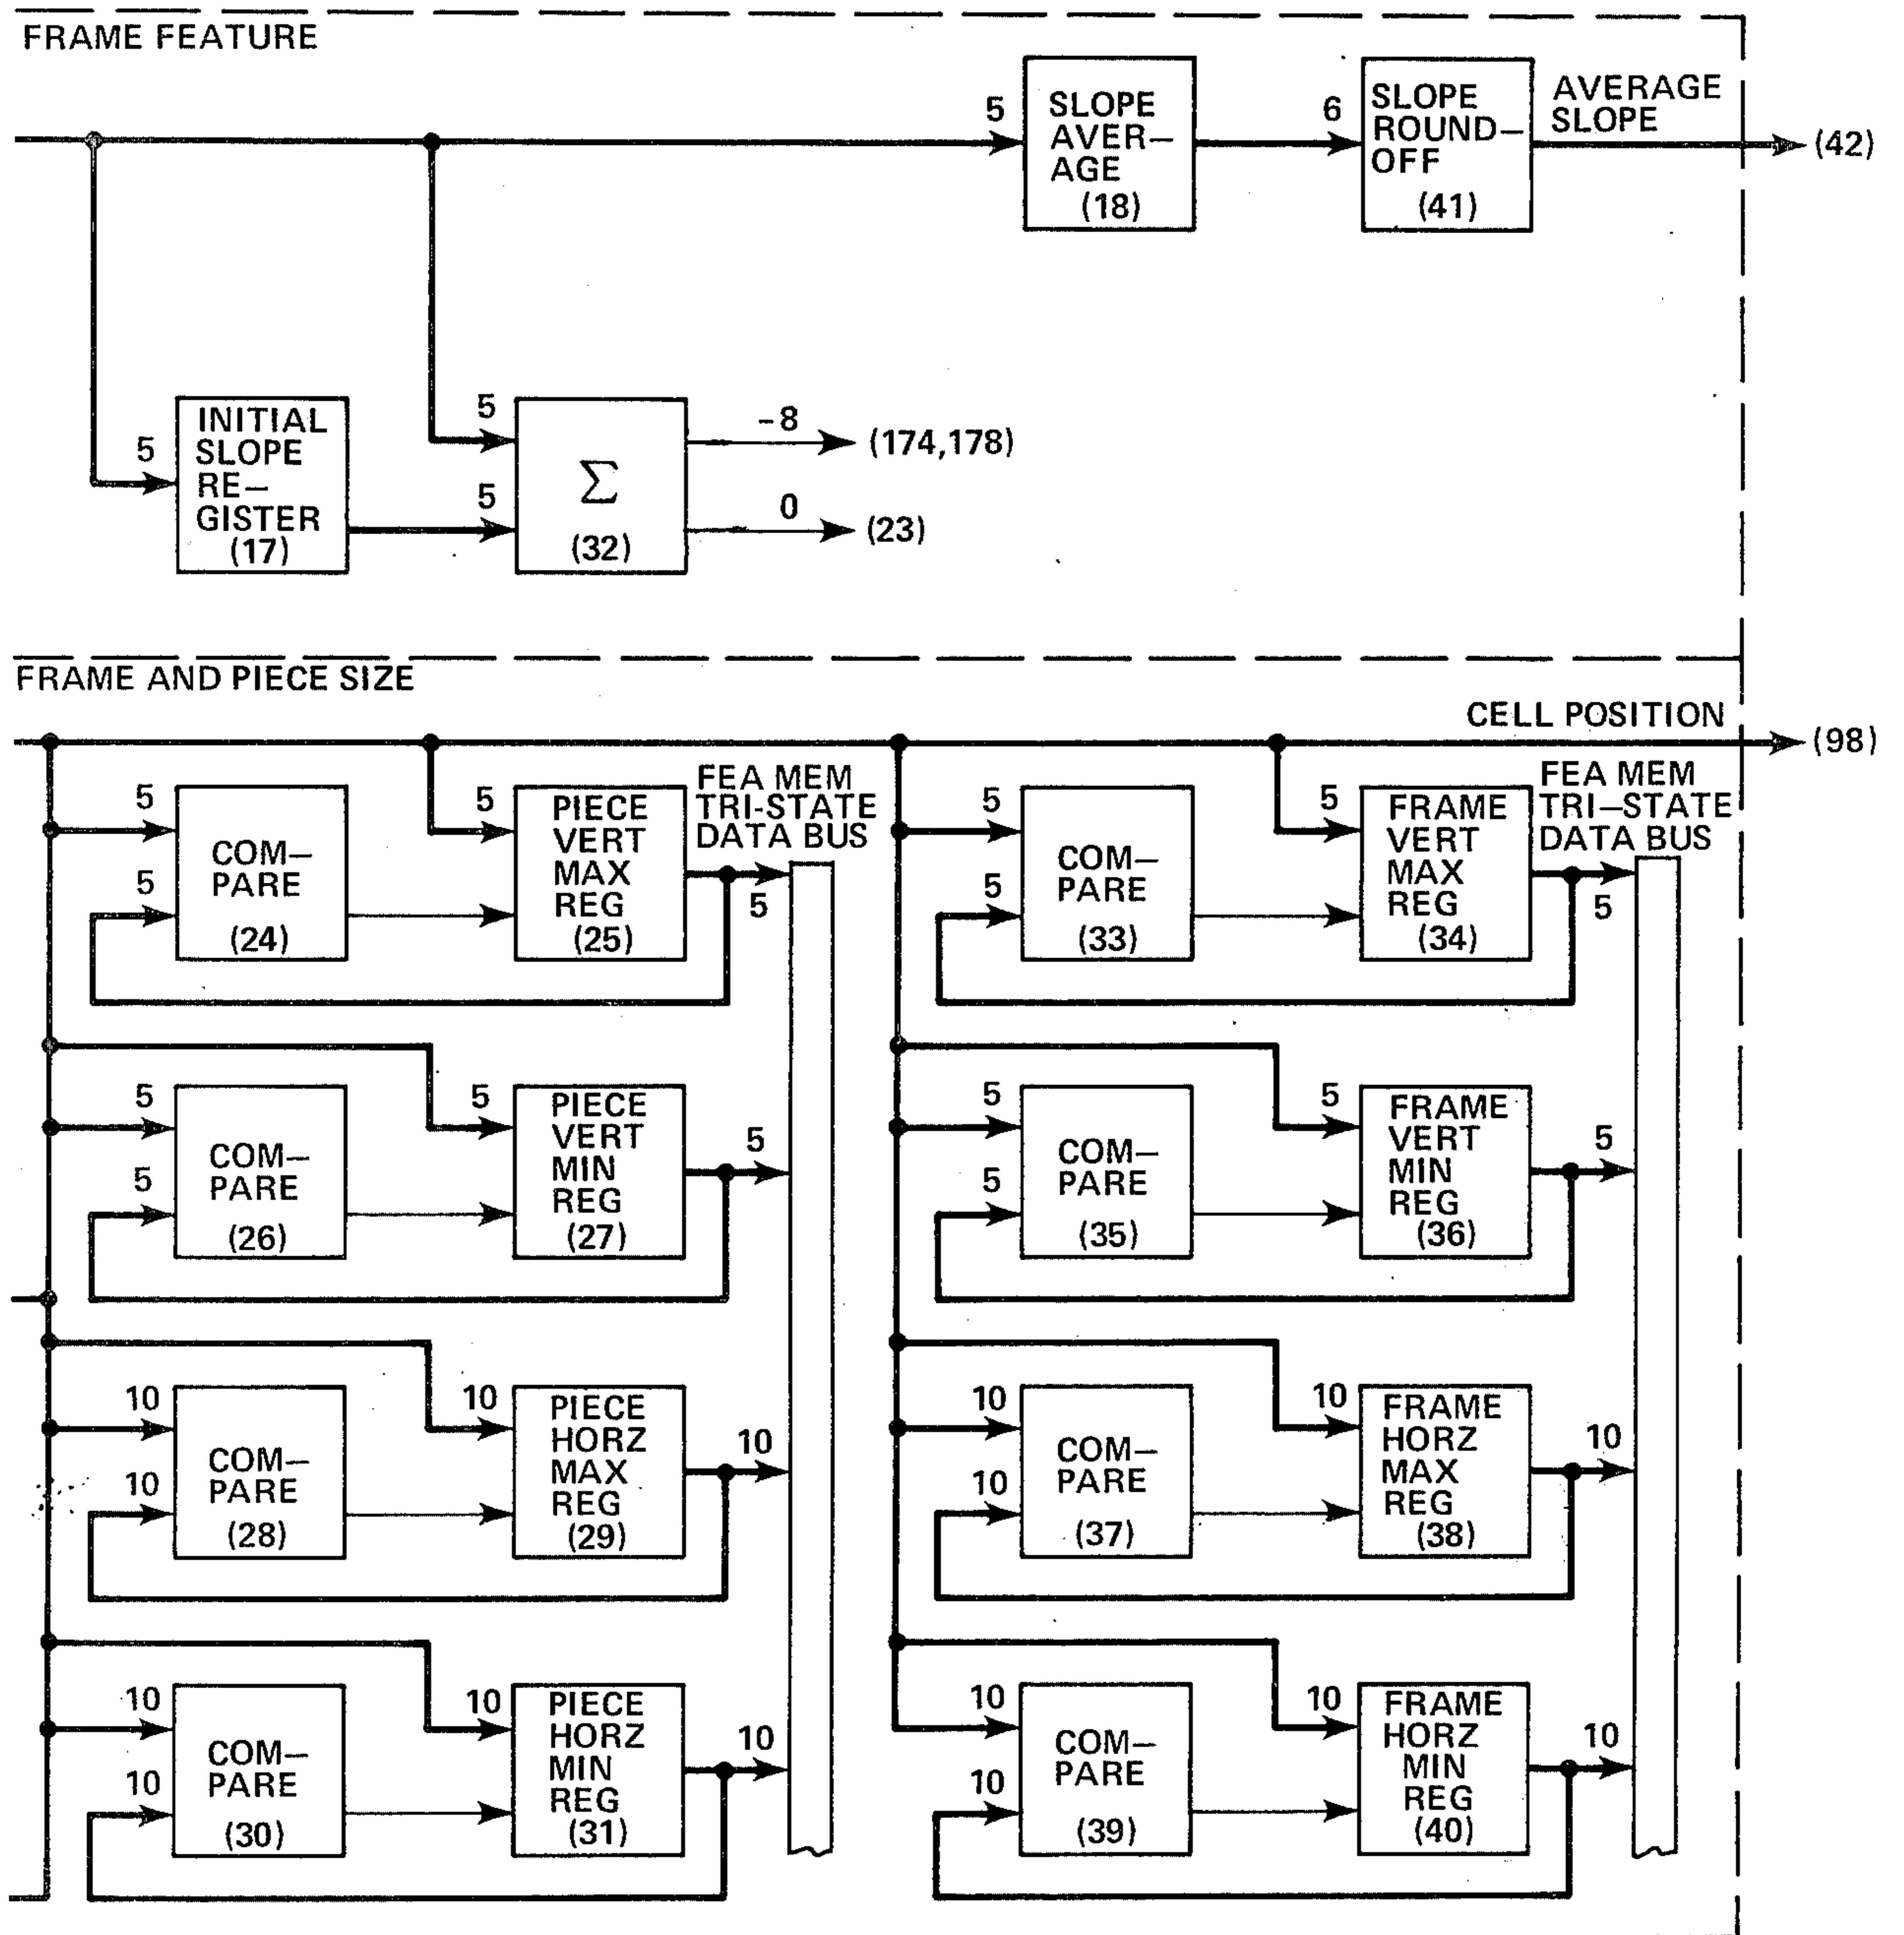 FRAME FEATURE
5
SLOPE
AVER—
AGE
(18)
6
SLOPE
ROUND—
OFF
(41)
AVERAGE
SLOPE
(42)
5
INITIAL
SLOPE
RE—
GISTER
(17)
5
5
Σ
(32)
-8
(174,178)
0
(23)
FRAME AND PIECE SIZE
CELL POSITION
(98)
5
5
COM—
PARE
(24)
5
PIECE
VERT
MAX
REG
(25)
FEA MEM
TRI-STATE
DATA BUS
5
5
5
COM—
PARE
(33)
5
FRAME
VERT
MAX
REG
(34)
FEA MEM
TRI—STATE
DATA BUS
5
5
5
COM—
PARE
(26)
5
PIECE
VERT
MIN
REG
(27)
5
5
5
COM—
PARE
(35)
5
FRAME
VERT
MIN
REG
(36)
5
10
10
COM—
PARE
(28)
10
PIECE
HORZ
MAX
REG
(29)
10
10
10
COM—
PARE
(37)
10
FRAME
HORZ
MAX
REG
(38)
10
10
10
COM—
PARE
(30)
10
PIECE
HORZ
MIN
REG
(31)
10
10
10
COM—
PARE
(39)
10
FRAME
HORZ
MIN
REG
(40)
10